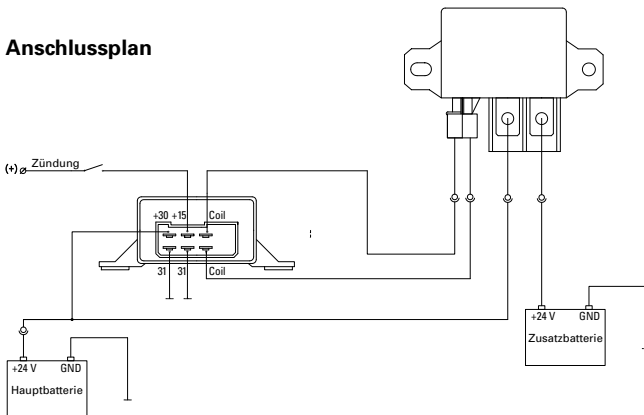 Anschlussplan
(+) Zündung
+30 +15 Coil
31 31 Coil
+24 V GND
Zusatzbatterie
+24 V GND
Hauptbatterie